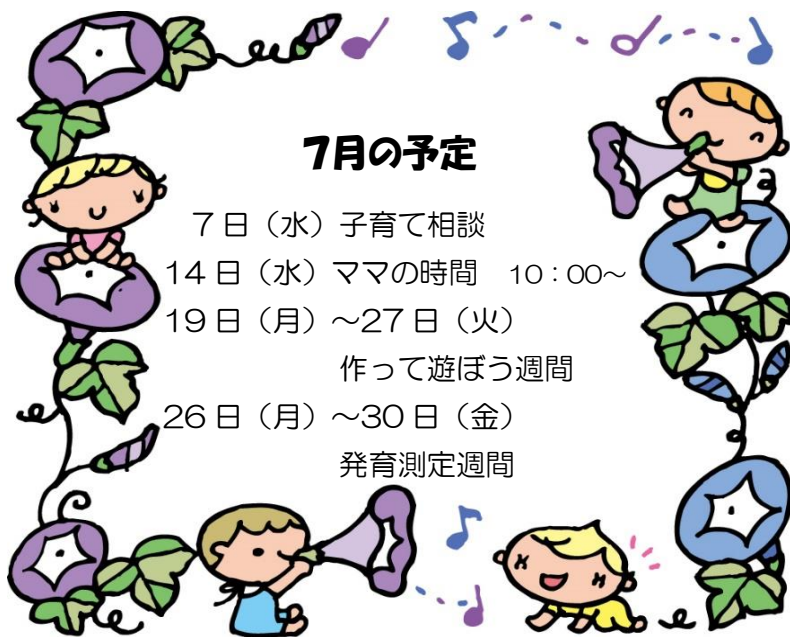 7月の予定
7日（水）子育て相談
14日（水）ママの時間　10：00～
19日（月）～27日（火）
作って遊ぼう週間
26日（月）～30日（金）
発育測定週間